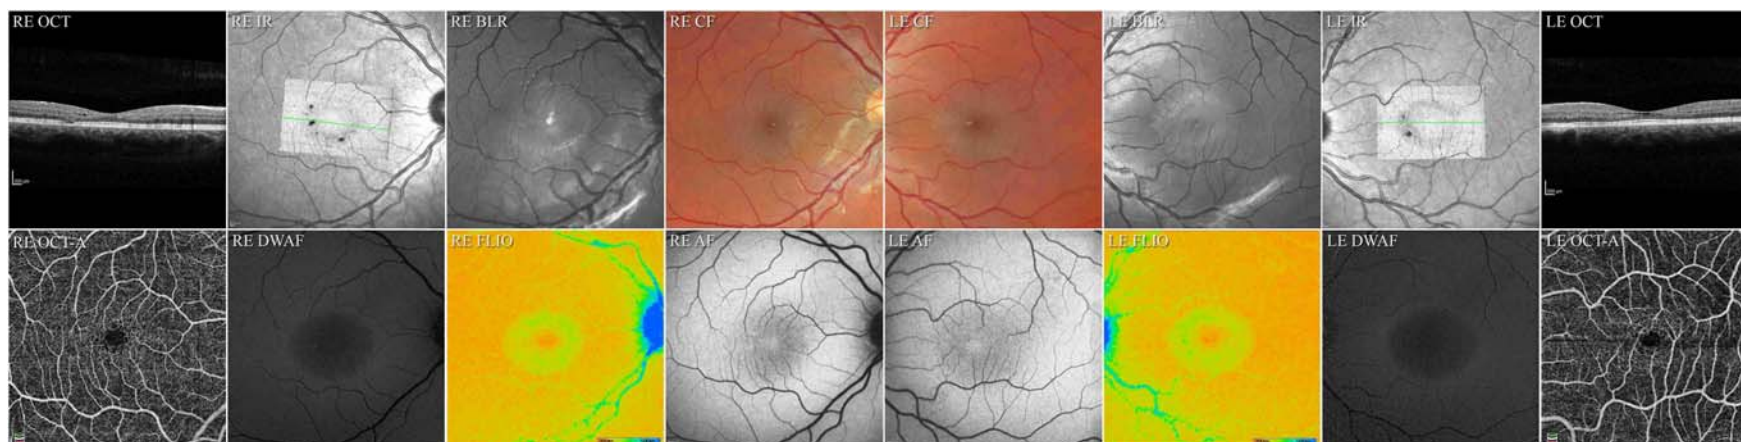 RE OCT
RE IR
RE BLR
RE CF
LE CF
LE BLR
LE IR
LE OCT
RE OCT-A
RE DWAF
RE FLIO
RE AF
LE AF
LE FLIO
LE DWAF
LE OCT-A